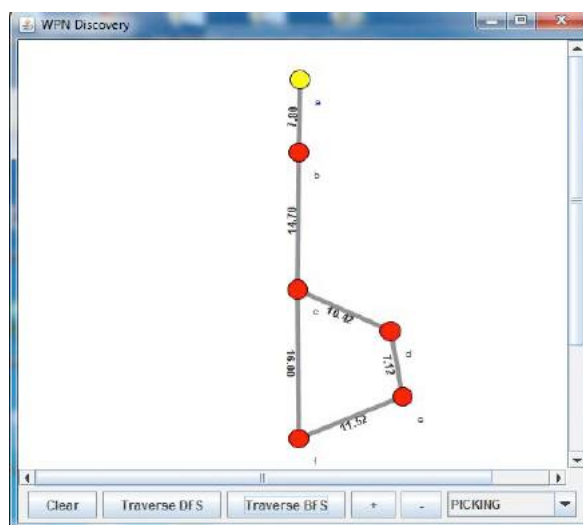 WPN Discovery
a
7.80
b
14.70
c
10.42
d
16.00
7.12
e
11.52
f
Clear
Traverse DFS
Traverse BFS
+
-
PICKING